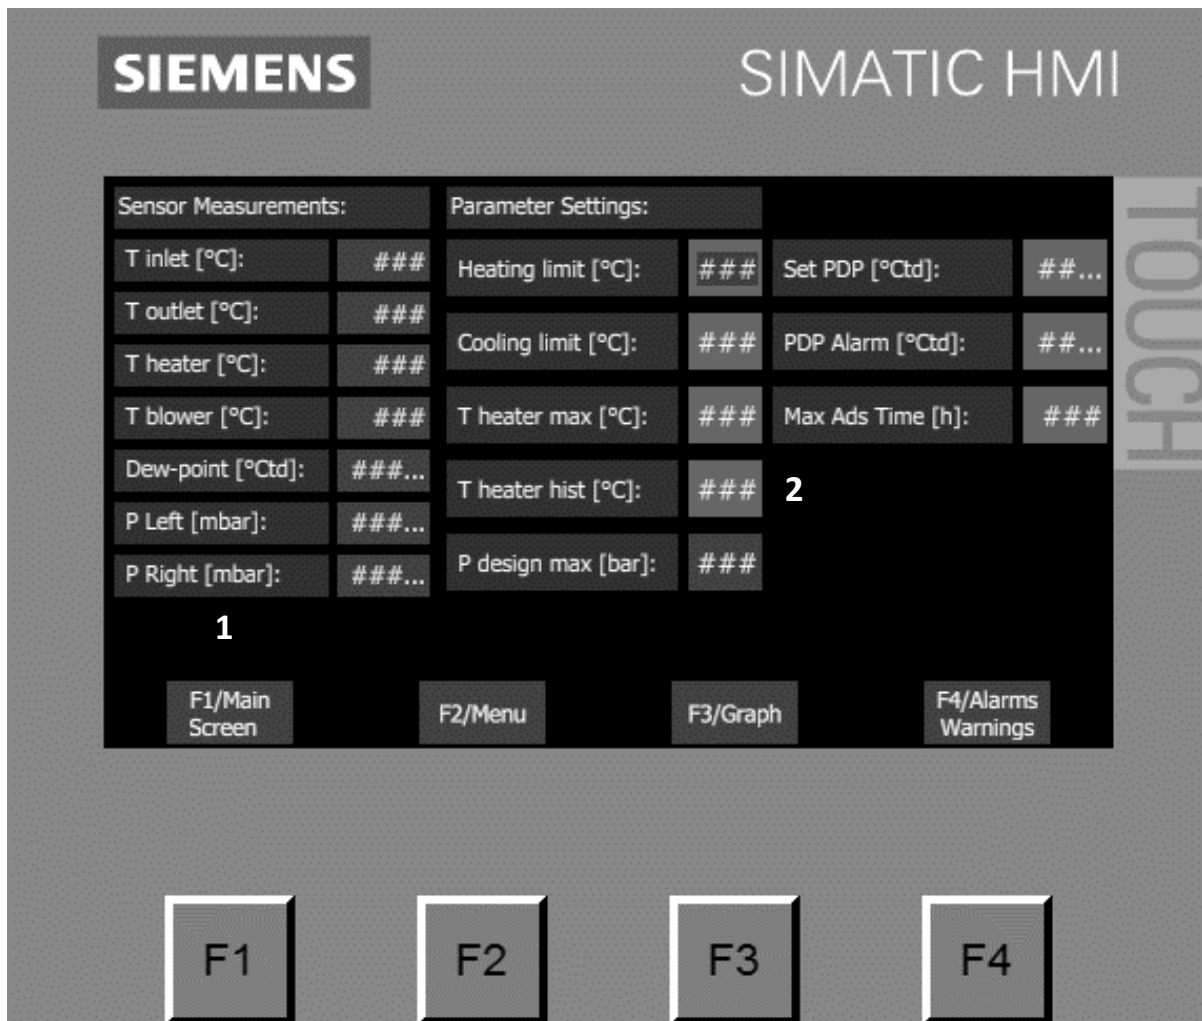 SIEMENS
SIMATIC HMI
TOUCH
Sensor Measurements:
T inlet [°C]: ###
T outlet [°C]: ###
T heater [°C]: ###
T blower [°C]: ###
Dew-point [°Ctd]: ###...
P Left [mbar]: ###...
P Right [mbar]: ###...
1
Parameter Settings:
Heating limit [°C]: ###
Cooling limit [°C]: ###
T heater max [°C]: ###
T heater hist [°C]: ###
P design max [bar]: ###
Set PDP [°Ctd]: ##...
PDP Alarm [°Ctd]: ##...
Max Ads Time [h]: ###
2
F1/Main
Screen
F2/Menu
F3/Graph
F4/Alarms
Warnings
F1
F2
F3
F4